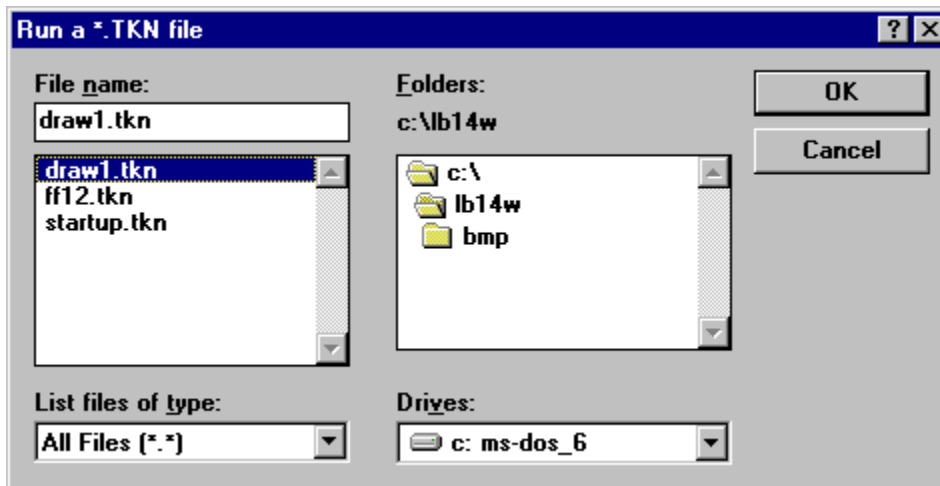 Run a *.TKN file
File name:
draw1.tkn
draw1.tkn
ff12.tkn
startup.tkn
List files of type:
All Files (*.*)
Folders:
c:\lb14w
c:\
lb14w
bmp
Drives:
c: ms-dos_6
OK
Cancel